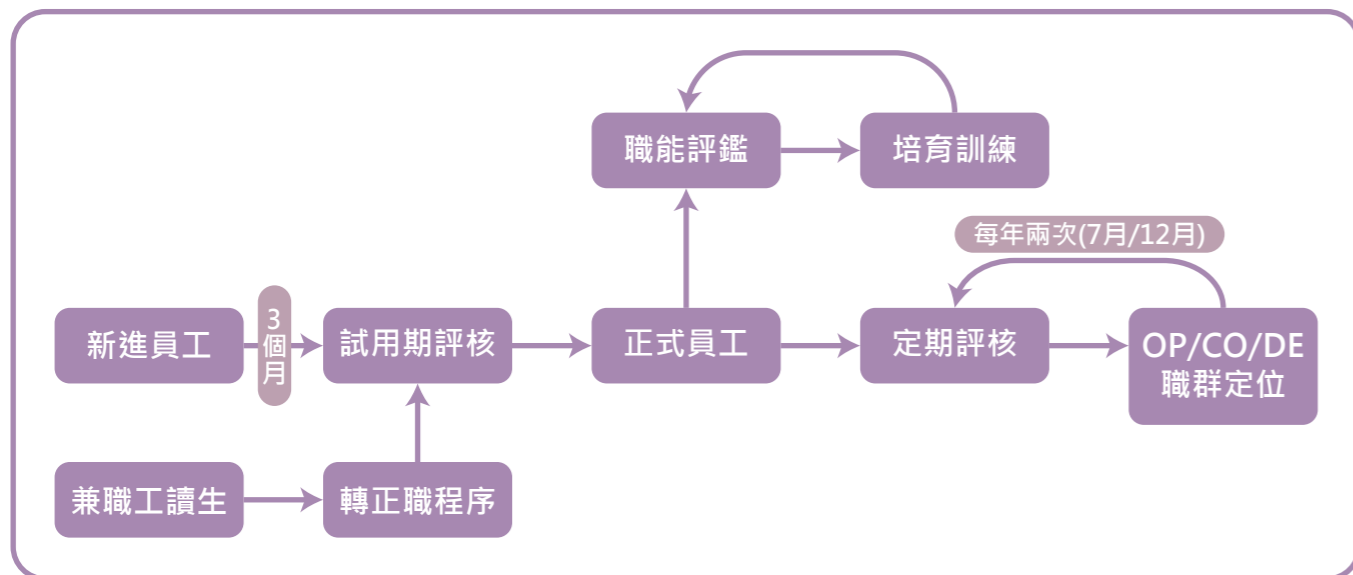 職能評鑑
培育訓練
每年兩次(7月/12月)
新進員工
3個月
試用期評核
正式員工
定期評核
OP/CO/DE
職群定位
兼職工讀生
轉正職程序